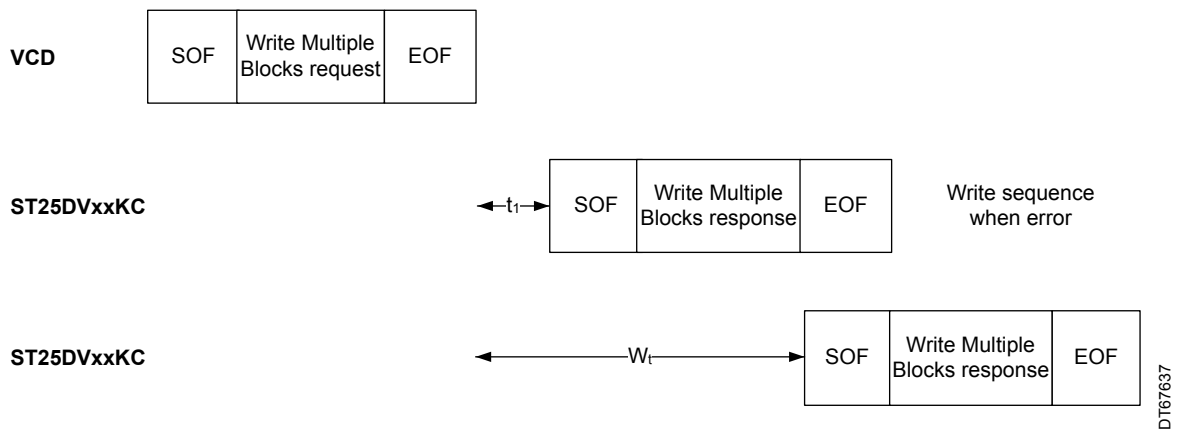 VCD
SOF
Write Multiple
Blocks request
EOF
ST25DVxxKC
t1
SOF
Write Multiple
Blocks response
EOF
Write sequence
when error
ST25DVxxKC
Wt
SOF
Write Multiple
Blocks response
EOF
DT67637